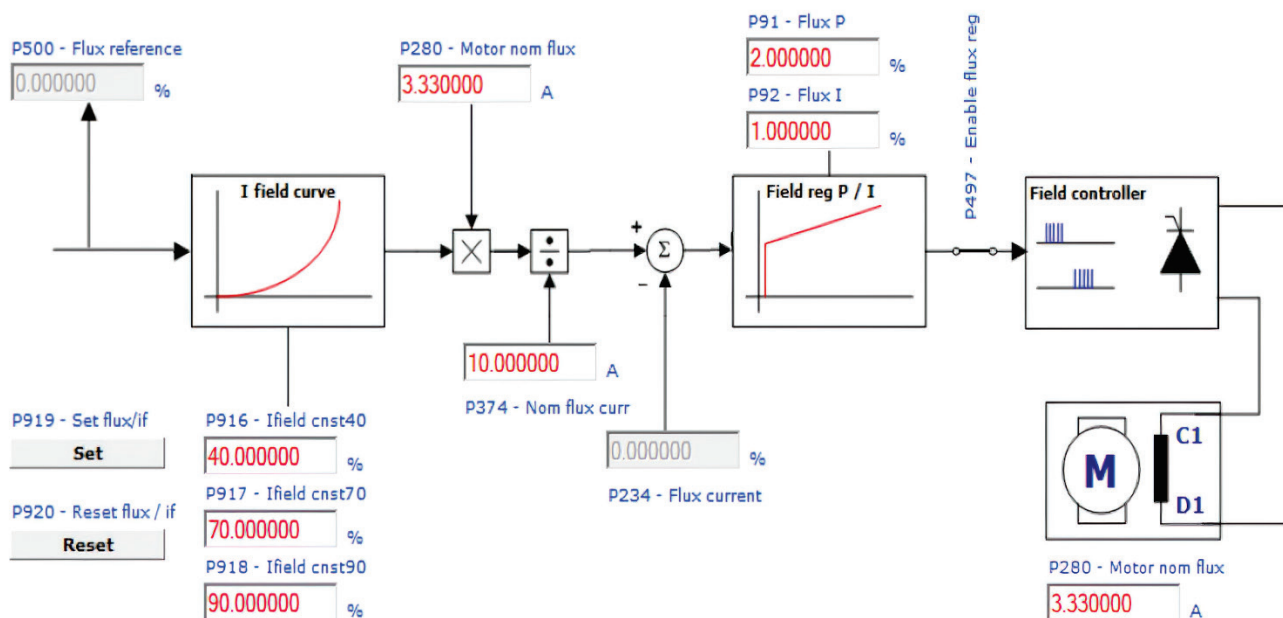 P500 - Flux reference
0.000000 %
P280 - Motor nom flux
3.330000 A
P91 - Flux P
2.000000 %
P92 - Flux I
1.000000 %
P497 - Enable flux reg
I field curve
Field reg P / I
Field controller
+
Σ
−
10.000000 A
P374 - Nom flux curr
0.000000 %
P234 - Flux current
P919 - Set flux/if
Set
P920 - Reset flux / if
Reset
P916 - Ifield cnst40
40.000000 %
P917 - Ifield cnst70
70.000000 %
P918 - Ifield cnst90
90.000000 %
M
C1
D1
P280 - Motor nom flux
3.330000 A